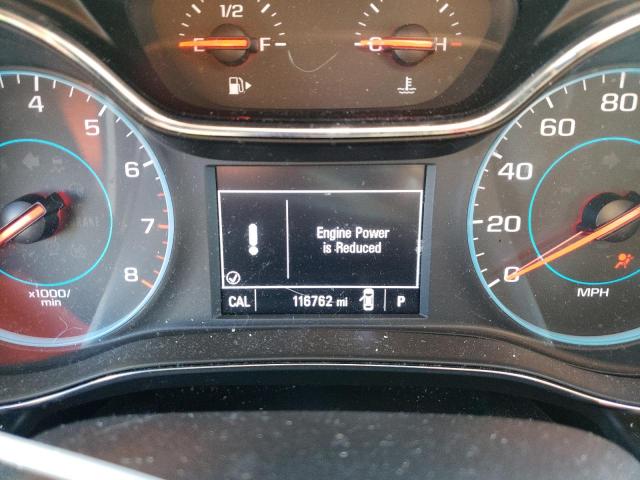 1/2
E F
C H
4 5 6 7 8
x1000/
min
Engine Power
is Reduced
CAL 116762 mi P
0 20 40 60 80
MPH